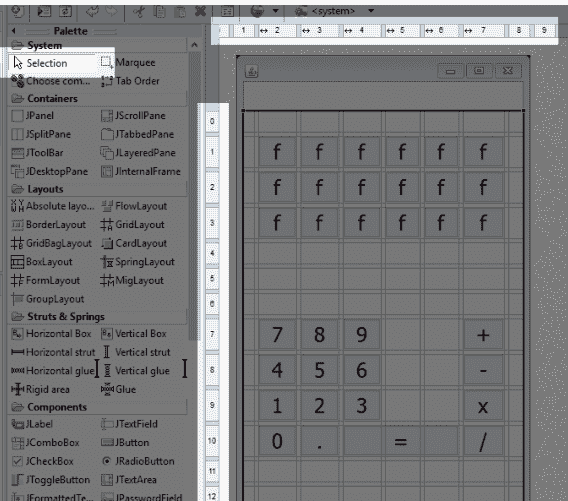 <system>
Palette
1 ↔ 2 ↔ 3 ↔ 4 ↔ 5 ↔ 6 ↔ 7 8 9
System
Selection Marquee
Choose com... Tab Order
Containers
JPanel JScrollPane
JSplitPane JTabbedPane
JToolBar JLayeredPane
JDesktopPane JInternalFrame
Layouts
Absolute layo... FlowLayout
BorderLayout GridLayout
GridBagLayout CardLayout
BoxLayout SpringLayout
FormLayout MigLayout
GroupLayout
Struts & Springs
Horizontal Box Vertical Box
Horizontal strut Vertical strut
Horizontal glue Vertical glue
Rigid area Glue
Components
JLabel JTextField
JComboBox JButton
JCheckBox JRadioButton
JToggleButton JTextArea
JFormattedTe... JPasswordField
0
1
2
3
4
5
6
7
8
9
10
11
12
f f f f f f
f f f f f f
f f f f f f
7 8 9 +
4 5 6 -
1 2 3 x
0 . = /